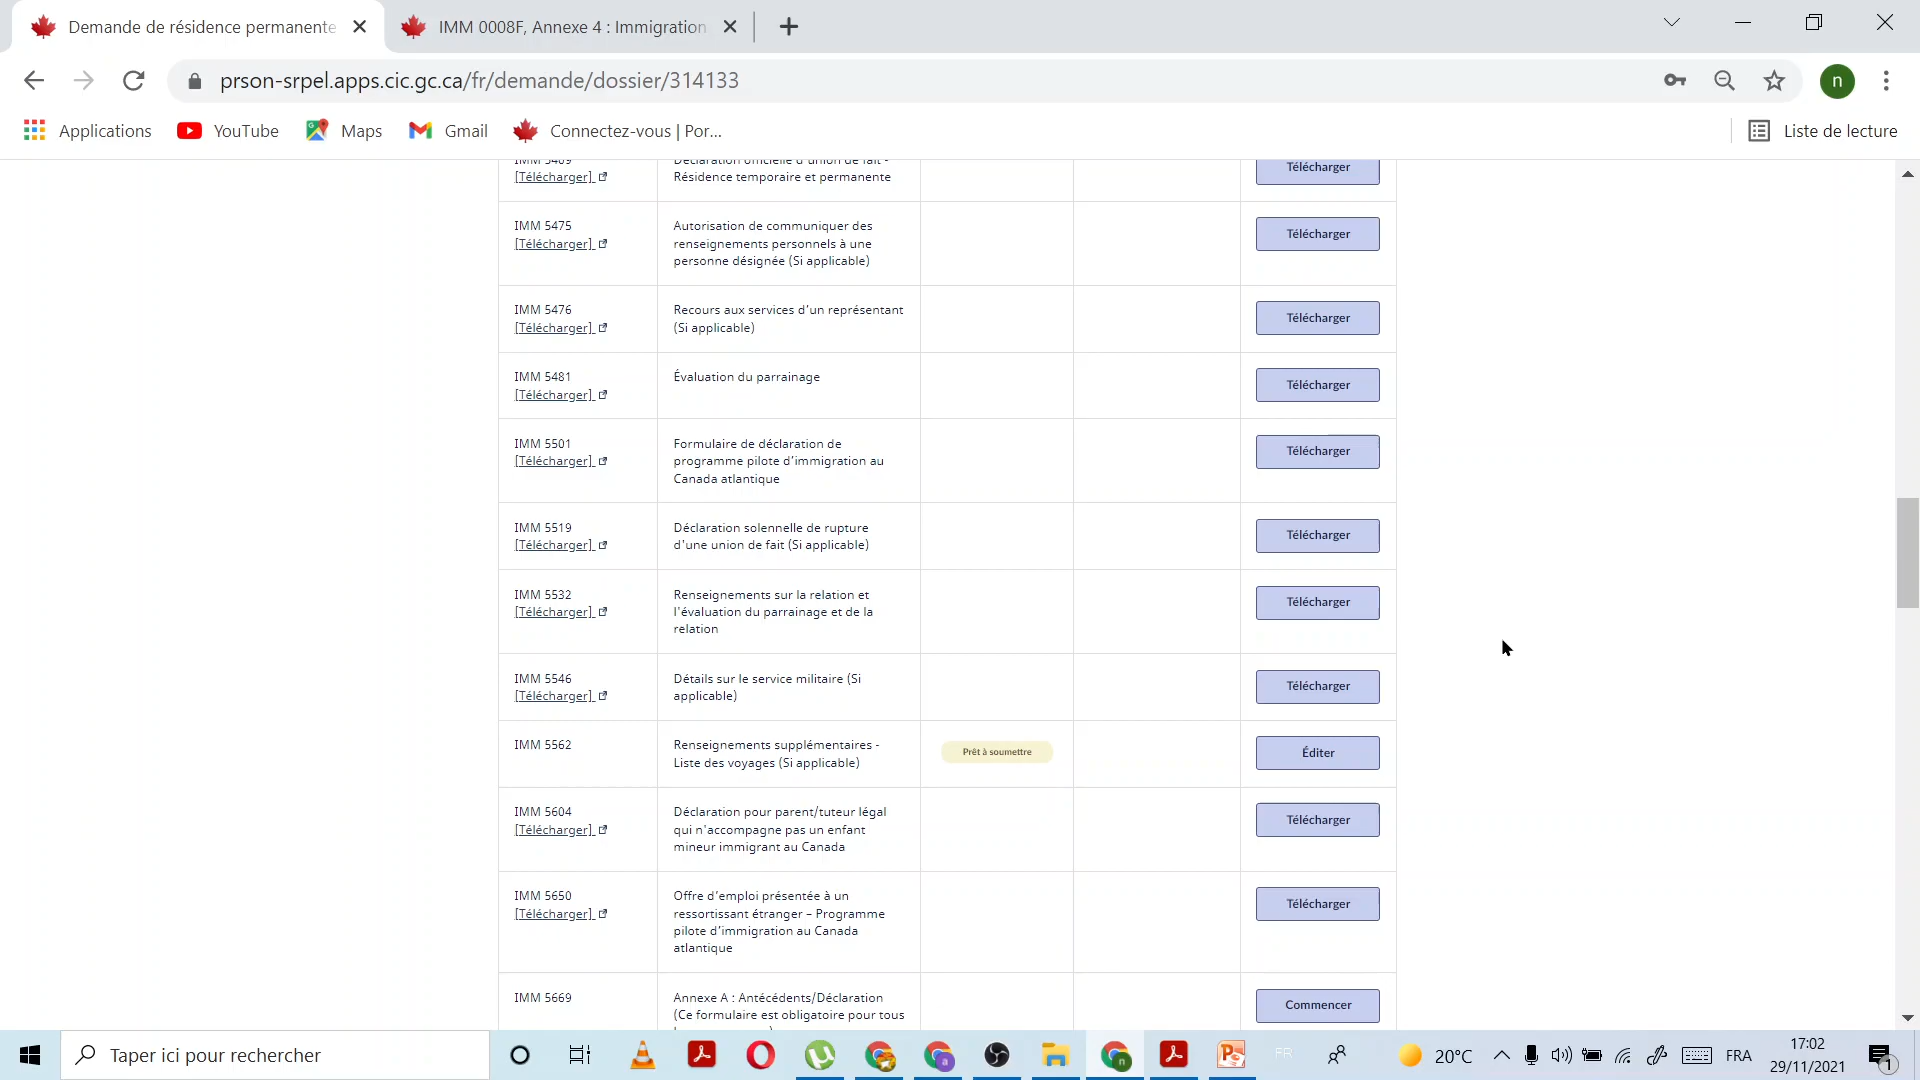 Demande de résidence permanente
IMM 0008F, Annexe 4 : Immigration
prson-srpel.apps.cic.gc.ca/fr/demande/dossier/314133
n
Applications
YouTube
Maps
Gmail
Connectez-vous | Por...
Liste de lecture
[Télécharger]
Résidence temporaire et permanente
Télécharger
IMM 5475
[Télécharger]
Autorisation de communiquer des
renseignements personnels à une
personne désignée (Si applicable)
Télécharger
IMM 5476
[Télécharger]
Recours aux services d'un représentant
(Si applicable)
Télécharger
IMM 5481
[Télécharger]
Évaluation du parrainage
Télécharger
IMM 5501
[Télécharger]
Formulaire de déclaration de
programme pilote d’immigration au
Canada atlantique
Télécharger
IMM 5519
[Télécharger]
Déclaration solennelle de rupture
d'une union de fait (Si applicable)
Télécharger
IMM 5532
[Télécharger]
Renseignements sur la relation et
l'évaluation du parrainage et de la
relation
Télécharger
IMM 5546
[Télécharger]
Détails sur le service militaire (Si
applicable)
Télécharger
IMM 5562
Renseignements supplémentaires -
Liste des voyages (Si applicable)
Prêt à soumettre
Éditer
IMM 5604
[Télécharger]
Déclaration pour parent/tuteur légal
qui n'accompagne pas un enfant
mineur immigrant au Canada
Télécharger
IMM 5650
[Télécharger]
Offre d’emploi présentée à un
ressortissant étranger – Programme
pilote d’immigration au Canada
atlantique
Télécharger
IMM 5669
Annexe A : Antécédents/Déclaration
(Ce formulaire est obligatoire pour tous
Commencer
Taper ici pour rechercher
FR
20°C
FRA
17:02
29/11/2021
1